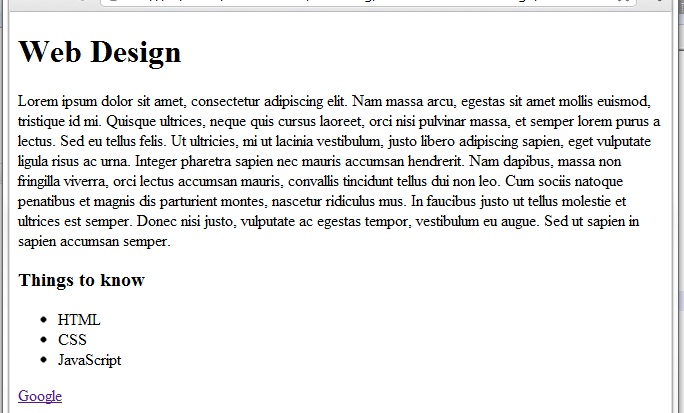 Web Design
Lorem ipsum dolor sit amet, consectetur adipiscing elit. Nam massa arcu, egestas sit amet mollis euismod,
tristique id mi. Quisque ultrices, neque quis cursus laoreet, orci nisi pulvinar massa, et semper lorem purus a
lectus. Sed eu tellus felis. Ut ultricies, mi ut lacinia vestibulum, justo libero adipiscing sapien, eget vulputate
ligula risus ac urna. Integer pharetra sapien nec mauris accumsan hendrerit. Nam dapibus, massa non
fringilla viverra, orci lectus accumsan mauris, convallis tincidunt tellus dui non leo. Cum sociis natoque
penatibus et magnis dis parturient montes, nascetur ridiculus mus. In faucibus justo ut tellus molestie et
ultrices est semper. Donec nisi justo, vulputate ac egestas tempor, vestibulum eu augue. Sed ut sapien in
sapien accumsan semper.
Things to know
HTML
CSS
JavaScript
Google